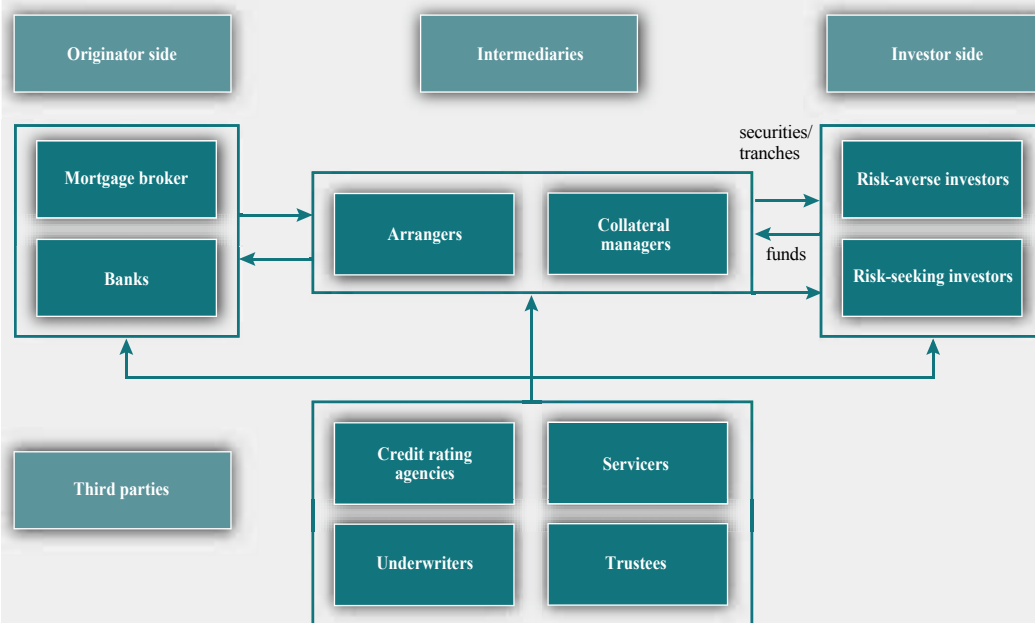 Originator side
Intermediaries
Investor side
securities/
tranches
Mortgage broker
Banks
Arrangers
Collateral
managers
funds
Risk-averse investors
Risk-seeking investors
Third parties
Credit rating
agencies
Servicers
Underwriters
Trustees